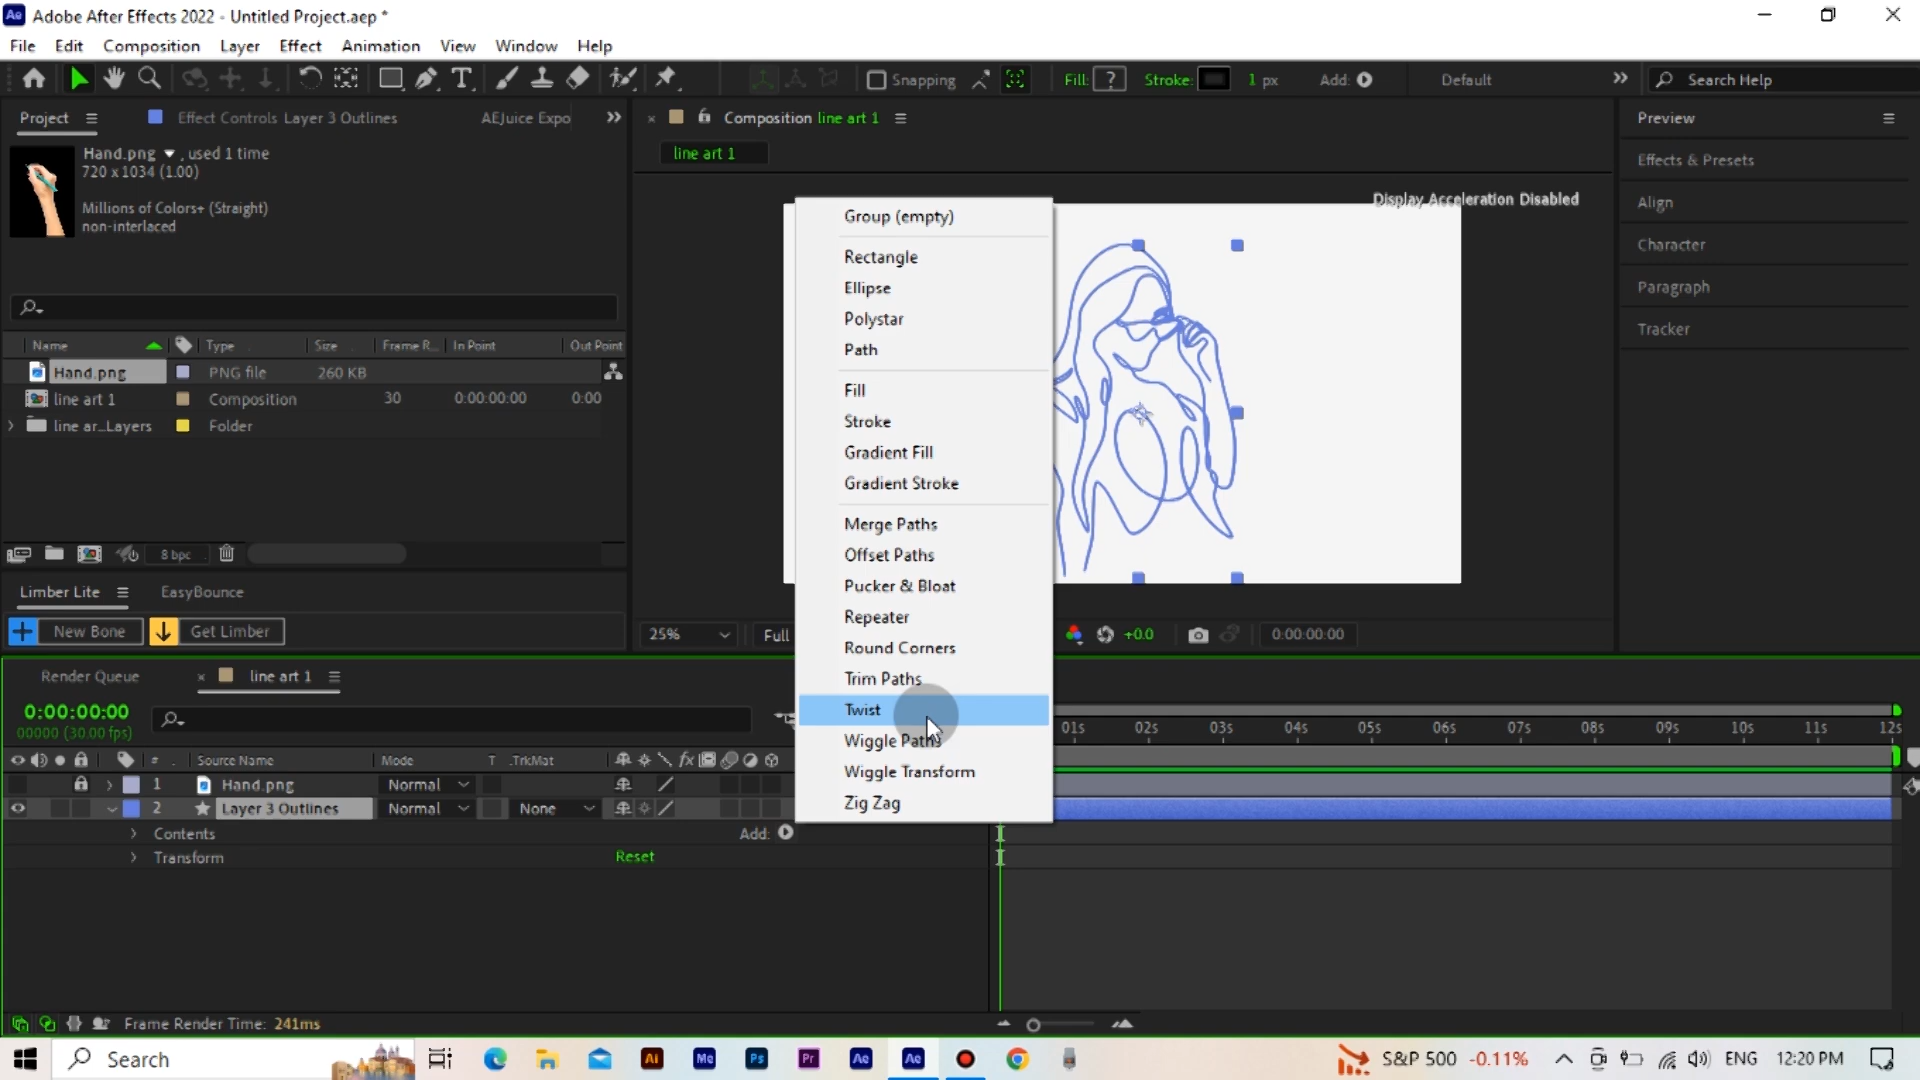 Ae Adobe After Effects 2022 - Untitled Project.aep *
File Edit Composition Layer Effect Animation View Window Help
Snapping Fill: ? Stroke: 1 px Add: Default Search Help
Project Effect Controls Layer 3 Outlines AEJuice Expo
Composition line art 1
Preview
Hand.png , used 1 time
720 x 1034 (1.00)
Millions of Colors+ (Straight)
non-interlaced
line art 1
Display Acceleration Disabled
Effects & Presets
Align
Character
Paragraph
Tracker
Name Type Size Frame R... In Point Out Point
Hand.png PNG file 260 KB
line art 1 Composition 30 0:00:00:00 0:00
line ar_Layers Folder
8 bpc
Limber Lite EasyBounce
New Bone Get Limber
25% Full +0.0 0:00:00:00
Group (empty)
Rectangle
Ellipse
Polystar
Path
Fill
Stroke
Gradient Fill
Gradient Stroke
Merge Paths
Offset Paths
Pucker & Bloat
Repeater
Round Corners
Trim Paths
Twist
Wiggle Paths
Wiggle Transform
Zig Zag
Render Queue line art 1
0:00:00:00
00000 (30.00 fps)
01s 02s 03s 04s 05s 06s 07s 08s 09s 10s 11s 12s
# . Source Name Mode T .TrkMat fx
1 Hand.png Normal
2 Layer 3 Outlines Normal None
Contents Add:
Transform Reset
Frame Render Time: 241ms
Search Ai Me Ps Pr Ae Ae S&P 500 -0.11% ENG 12:20 PM